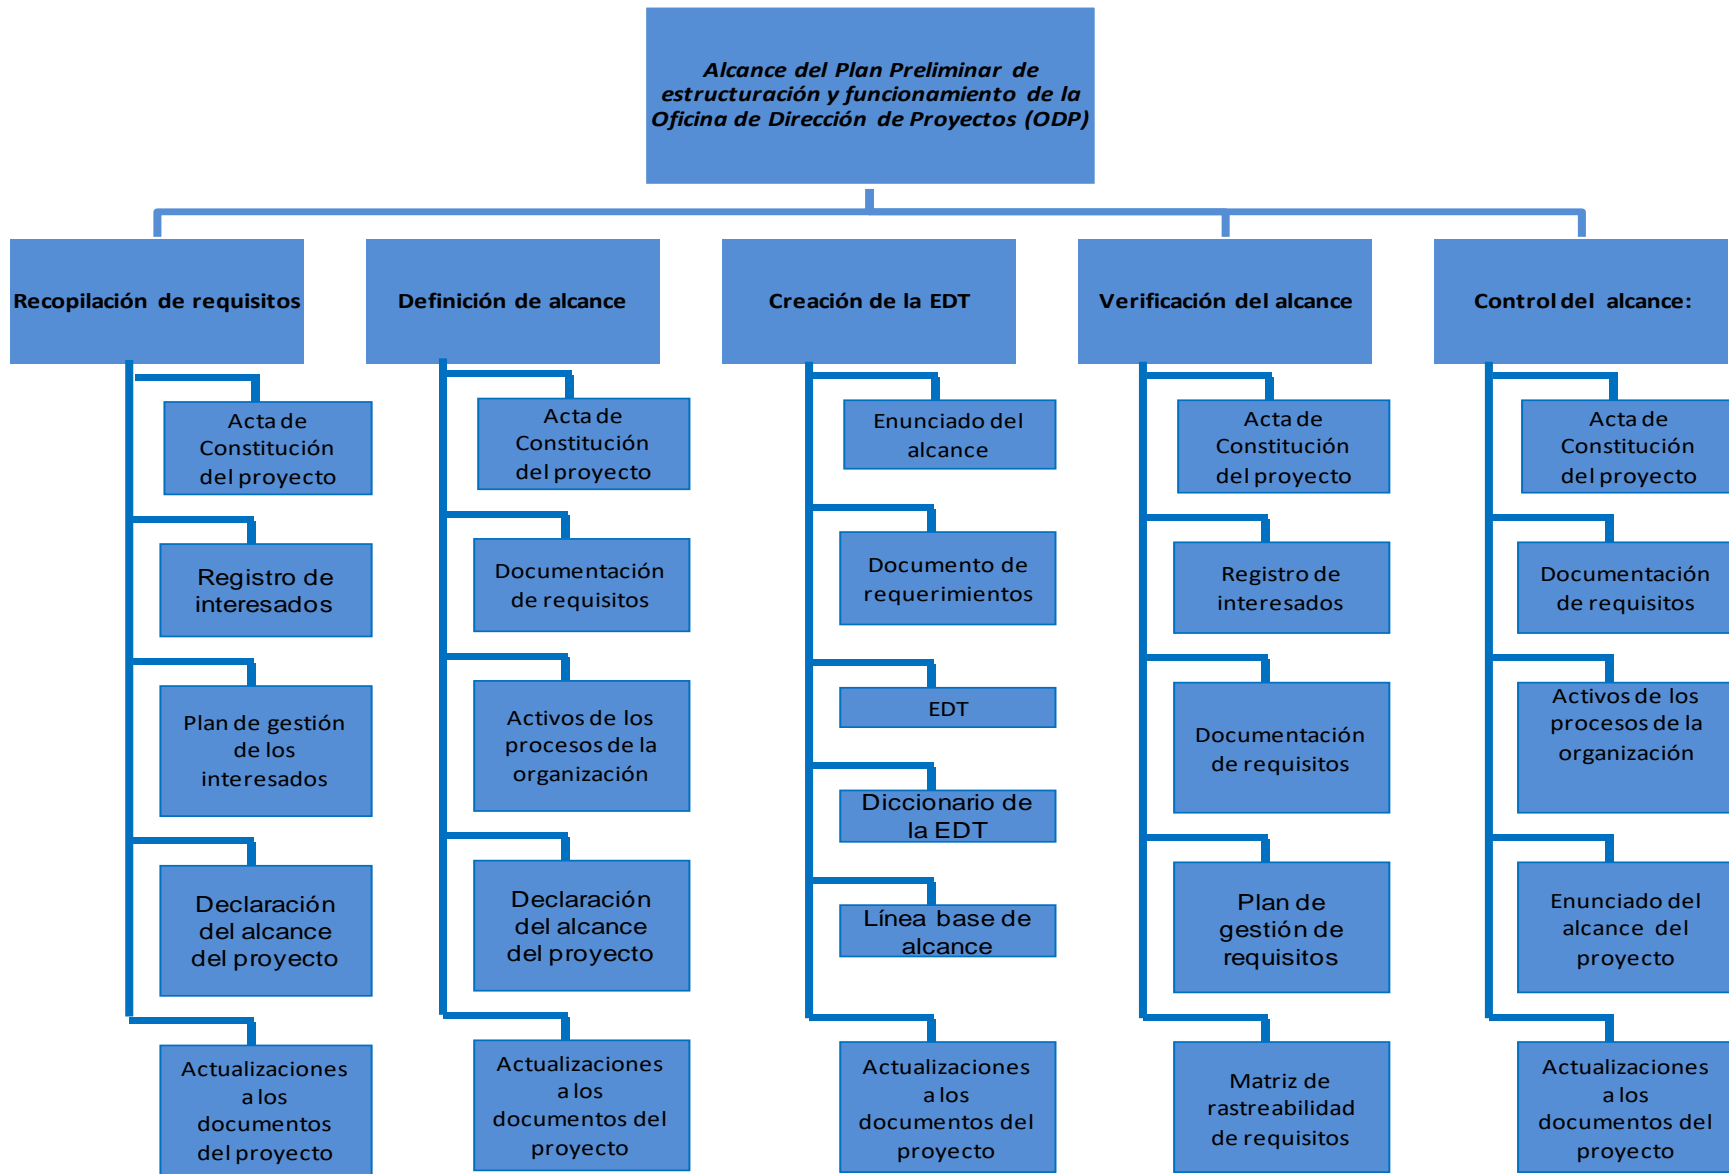 Alcance del Plan Preliminar de
estructuración y funcionamiento de la
Oficina de Dirección de Proyectos (ODP)
Recopilación de requisitos
Definición de alcance
Creación de la EDT
Verificación del alcance
Control del alcance:
Acta de
Constitución
del proyecto
Registro de
interesados
Plan de gestión
de los
interesados
Declaración
del alcance
del proyecto
Actualizaciones
a los
documentos
del proyecto
Acta de
Constitución
del proyecto
Documentación
de requisitos
Activos de los
procesos de la
organización
Declaración
del alcance
del proyecto
Actualizaciones
a los
documentos del
proyecto
Enunciado del
alcance
Documento de
requerimientos
EDT
Diccionario de
la EDT
Línea base de
alcance
Actualizaciones
a los
documentos del
proyecto
Acta de
Constitución
del proyecto
Registro de
interesados
Documentación
de requisitos
Plan de
gestión de
requisitos
Matriz de
rastreabilidad
de requisitos
Acta de
Constitución
del proyecto
Documentación
de requisitos
Activos de los
procesos de la
organización
Enunciado del
alcance del
proyecto
Actualizaciones
a los
documentos del
proyecto